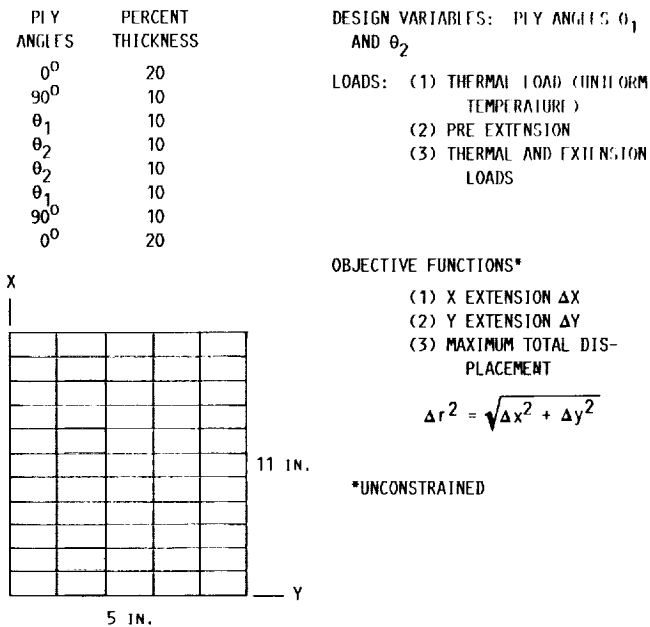 PLY ANGLES PERCENT THICKNESS
0° 20
90° 10
θ1 10
θ2 10
θ2 10
θ1 10
90° 10
0° 20
DESIGN VARIABLES: PLY ANGLES θ1
AND θ2
LOADS: (1) THERMAL LOAD (UNIFORM
TEMPERATURE)
(2) PRE EXTENSION
(3) THERMAL AND EXTENSION
LOADS
OBJECTIVE FUNCTIONS*
(1) X EXTENSION ΔX
(2) Y EXTENSION ΔY
(3) MAXIMUM TOTAL DIS-
PLACEMENT
Δr² = √Δx² + Δy²
*UNCONSTRAINED
X
11 IN.
Y
5 IN.